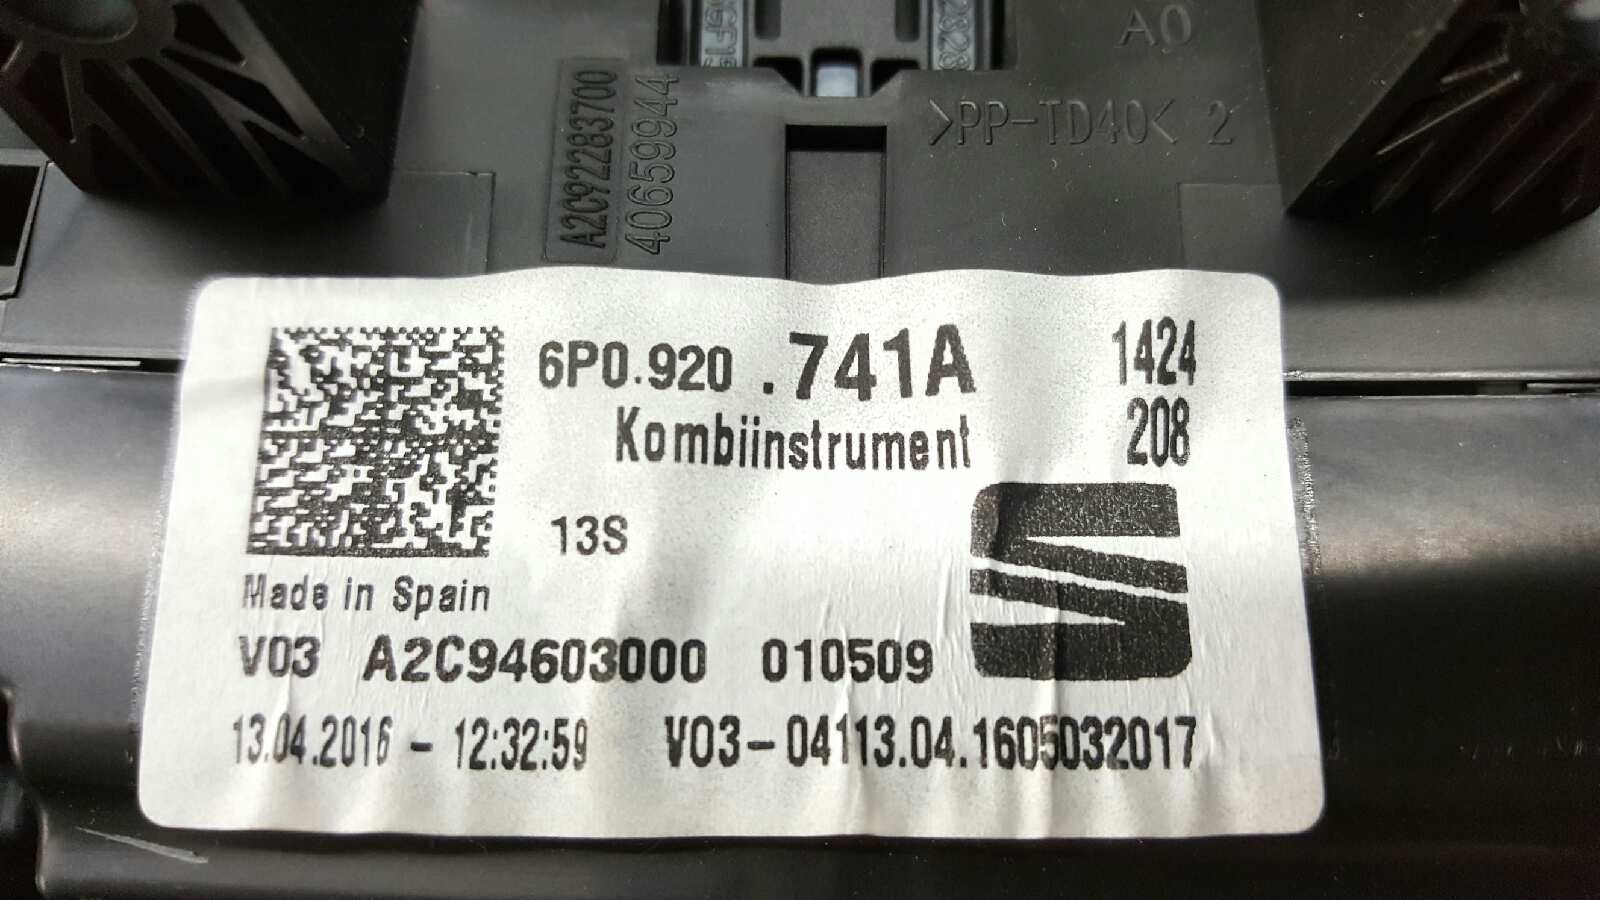 A0
>PP-TD40< 2
A2C92283700
40659944
6P0.920 .741A 1424
Kombiinstrument 208
13S
Made in Spain
V03 A2C94603000 010509
13.04.2016 - 12:32:59 V03-04113.04.1605032017